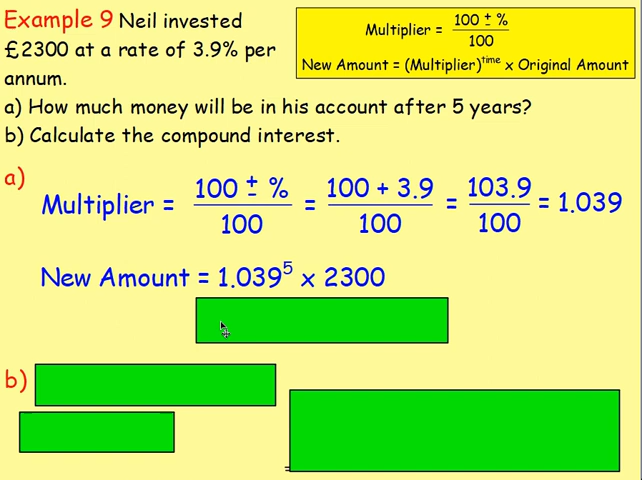 Example 9 Neil invested
£2300 at a rate of 3.9% per
annum.
Multiplier = 100 ± % / 100
New Amount = (Multiplier)^time x Original Amount
a) How much money will be in his account after 5 years?
b) Calculate the compound interest.
a)
Multiplier = 100 ± % / 100 = 100 + 3.9 / 100 = 103.9 / 100 = 1.039
New Amount = 1.039^5 x 2300
b)
=